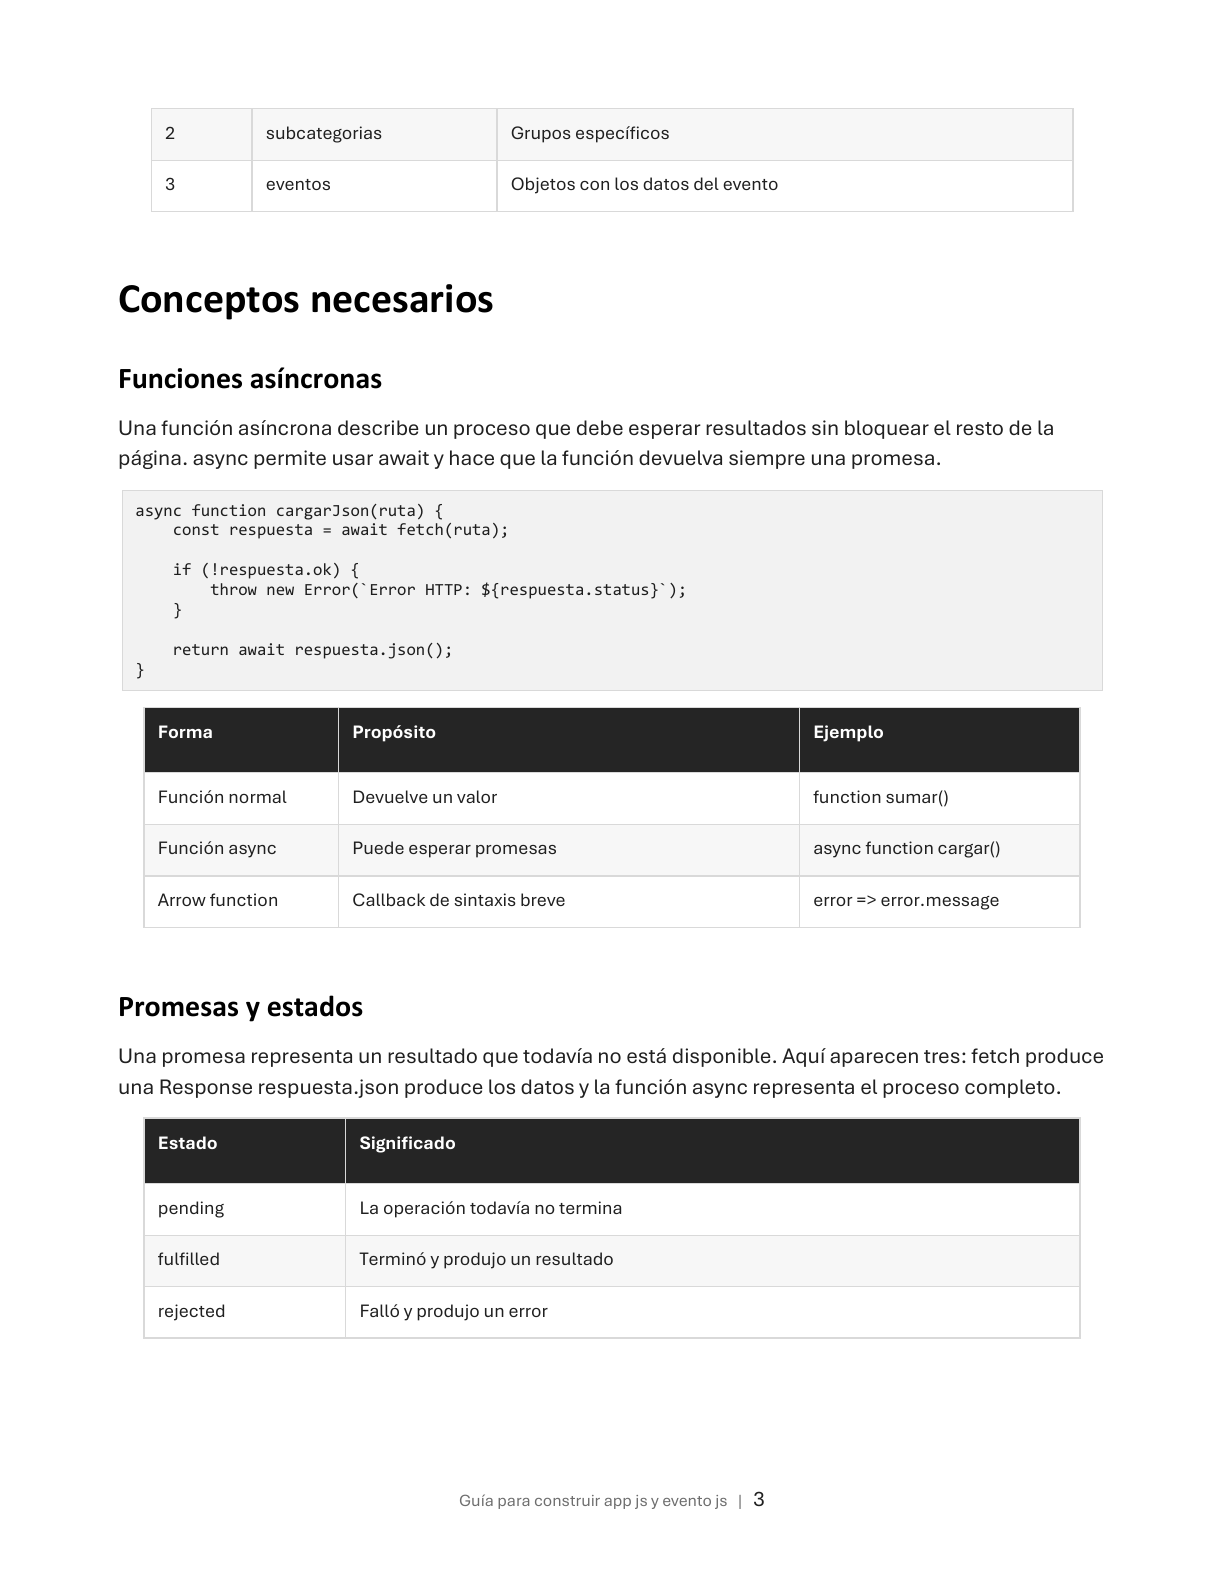 2 subcategorias Grupos específicos
3 eventos Objetos con los datos del evento
Conceptos necesarios
Funciones asíncronas
Una función asíncrona describe un proceso que debe esperar resultados sin bloquear el resto de la
página. async permite usar await y hace que la función devuelva siempre una promesa.
async function cargarJson(ruta) {
    const respuesta = await fetch(ruta);
    if (!respuesta.ok) {
        throw new Error(`Error HTTP: ${respuesta.status}`);
    }
    return await respuesta.json();
}
Forma Propósito Ejemplo
Función normal Devuelve un valor function sumar()
Función async Puede esperar promesas async function cargar()
Arrow function Callback de sintaxis breve error => error.message
Promesas y estados
Una promesa representa un resultado que todavía no está disponible. Aquí aparecen tres: fetch produce
una Response respuesta.json produce los datos y la función async representa el proceso completo.
Estado Significado
pending La operación todavía no termina
fulfilled Terminó y produjo un resultado
rejected Falló y produjo un error
Guía para construir app js y evento js | 3